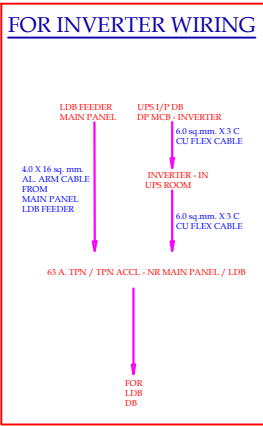 FOR INVERTER WIRING
LDB FEEDER
MAIN PANEL
UPS I/P DB
DP MCB - INVERTER
6.0 sq.mm. X 3 C
CU FLEX CABLE
4.0 X 16 sq. mm.
AL. ARM CABLE
FROM
MAIN PANEL
LDB FEEDER
INVERTER - IN
UPS ROOM
6.0 sq.mm. X 3 C
CU FLEX CABLE
63 A. TPN / TPN ACCL - NR MAIN PANEL / LDB
FOR
LDB
DB